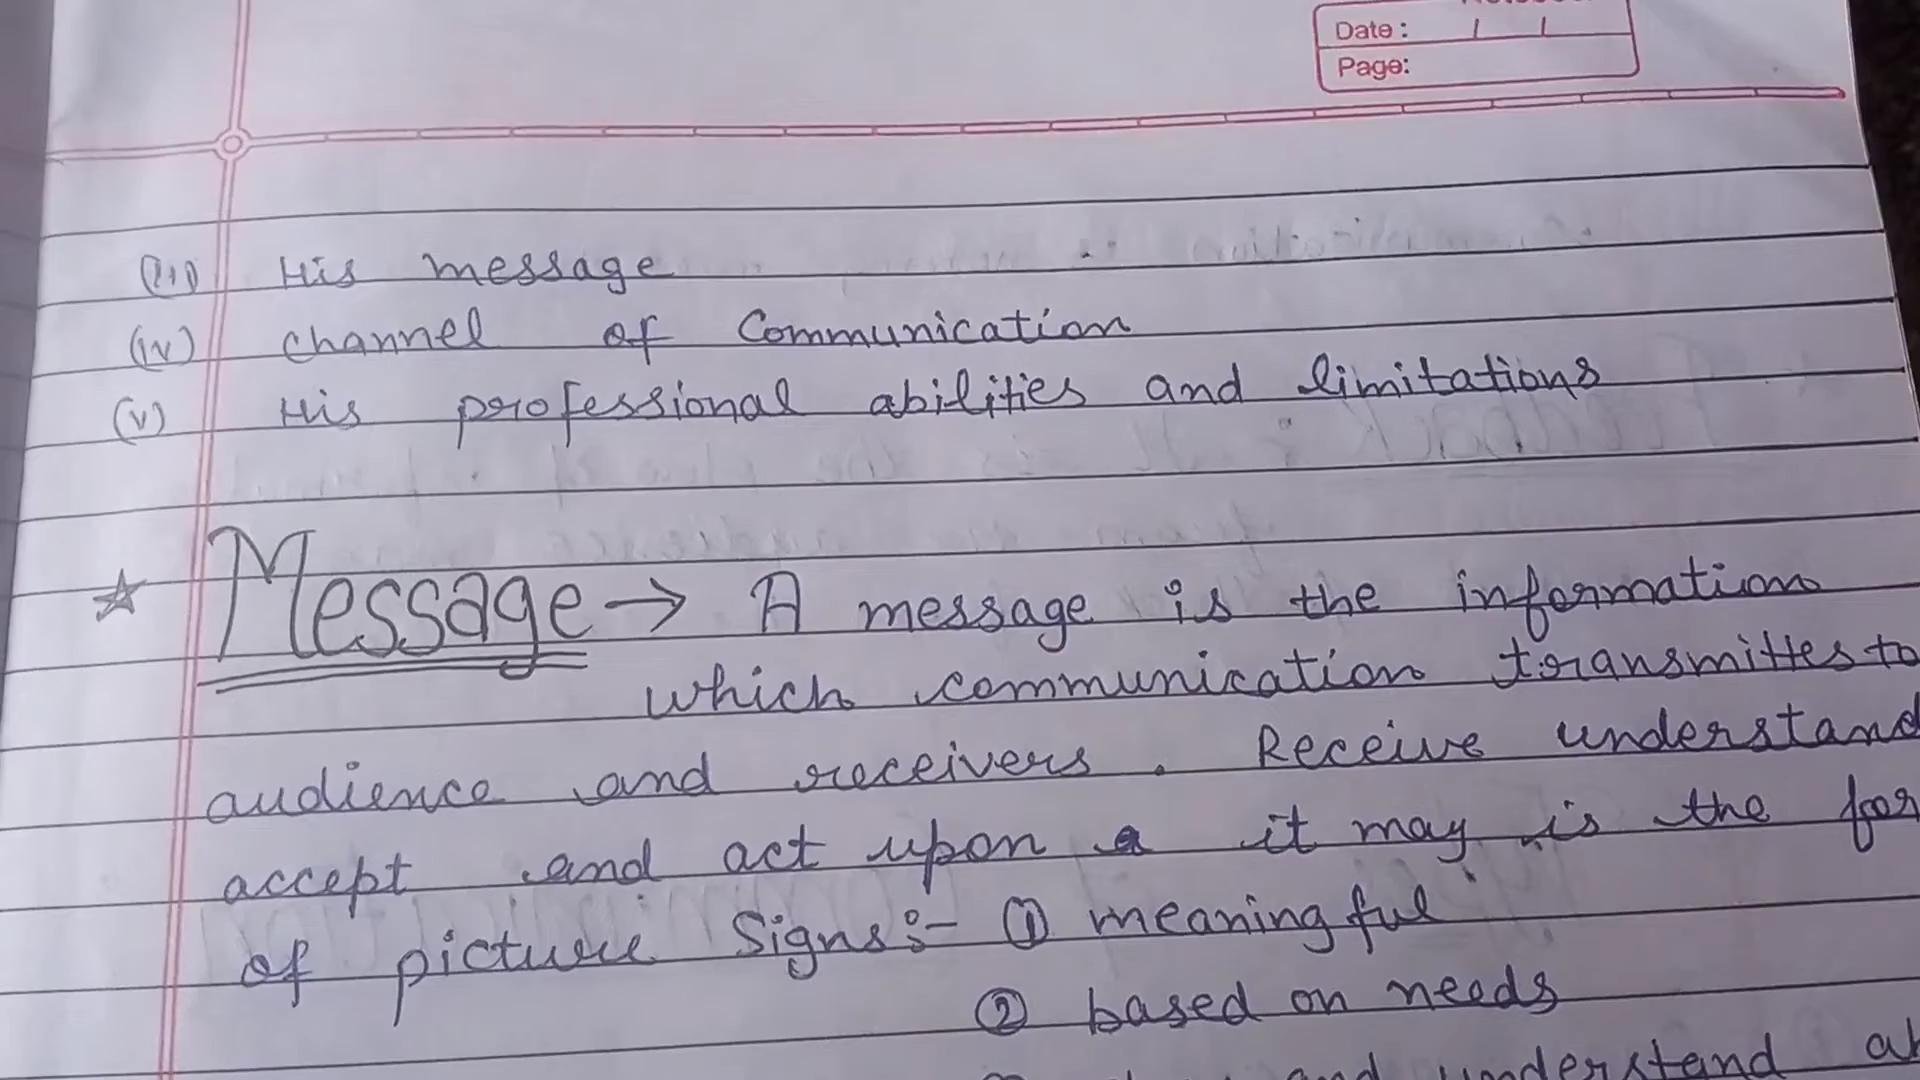 Date :
Page:
(iii) His message
(iv) channel of Communication
(v) His professional abilities and limitations
☆ Message → A message is the information
which communication transmittes to
audience and receivers. Receive understand
accept and act upon it may is the for
of picture Signs:- ① meaningful
② based on needs
and understand